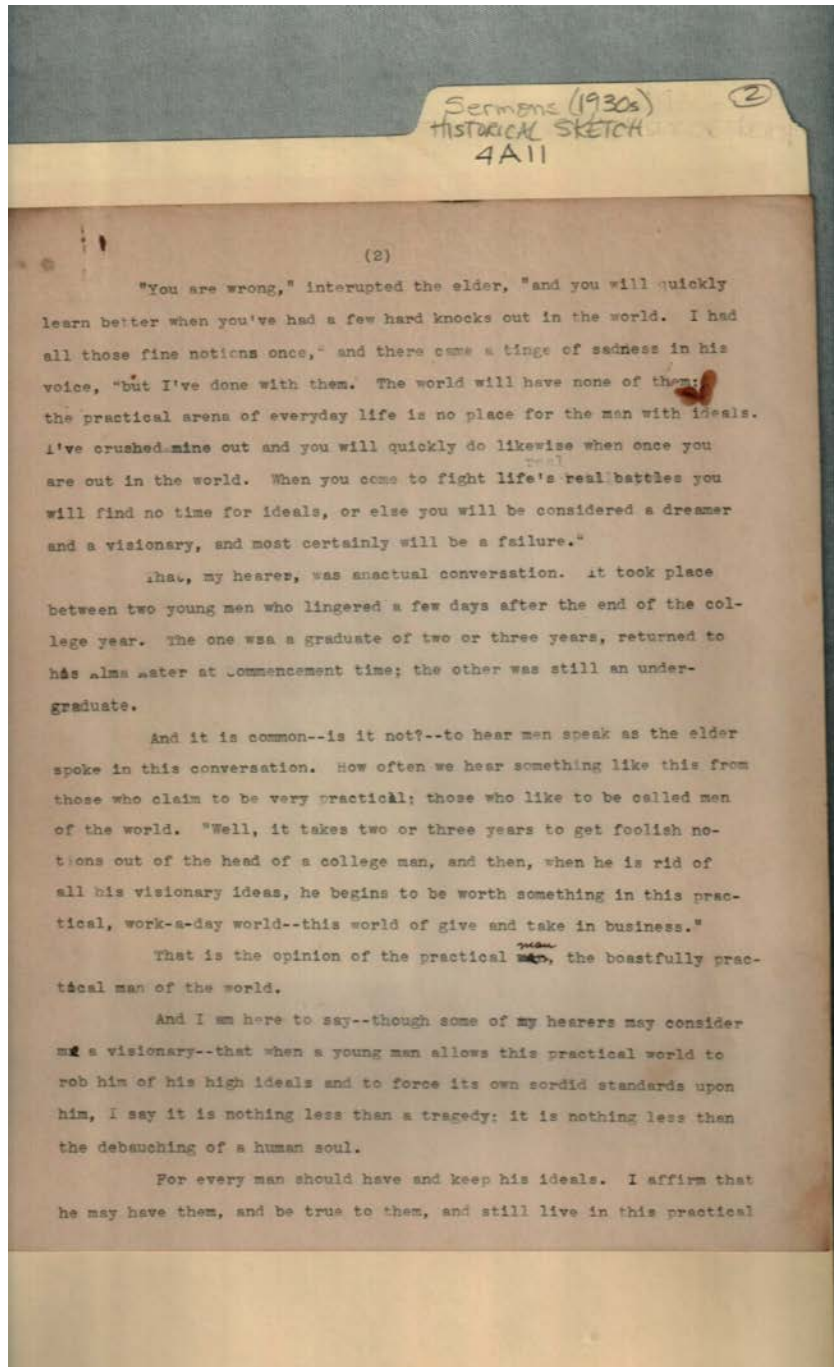 Sermons (1930s) 2
HISTORICAL SKETCH
4A11
(2)
"You are wrong," interupted the elder, "and you will quickly
learn better when you've had a few hard knocks out in the world. I had
all those fine notions once," and there came a tinge of sadness in his
voice, "but I've done with them. The world will have none of them;
the practical arena of everyday life is no place for the man with ideals.
I've crushed mine out and you will quickly do likewise when once you
real
are out in the world. When you come to fight life's real battles you
will find no time for ideals, or else you will be considered a dreamer
and a visionary, and most certainly will be a failure."
That, my hearer, was anactual conversation. It took place
between two young men who lingered a few days after the end of the col-
lege year. The one wsa a graduate of two or three years, returned to
his Alma Mater at Commencement time; the other was still an under-
graduate.
And it is common--is it not?--to hear men speak as the elder
spoke in this conversation. How often we hear something like this from
those who claim to be very practical; those who like to be called men
of the world. "Well, it takes two or three years to get foolish no-
tions out of the head of a college man, and then, when he is rid of
all his visionary ideas, he begins to be worth something in this prac-
tical, work-a-day world--this world of give and take in business."
man
That is the opinion of the practical man, the boastfully prac-
tical man of the world.
And I am here to say--though some of my hearers may consider
me a visionary--that when a young man allows this practical world to
rob him of his high ideals and to force its own sordid standards upon
him, I say it is nothing less than a tragedy; it is nothing less than
the debauching of a human soul.
For every man should have and keep his ideals. I affirm that
he may have them, and be true to them, and still live in this practical